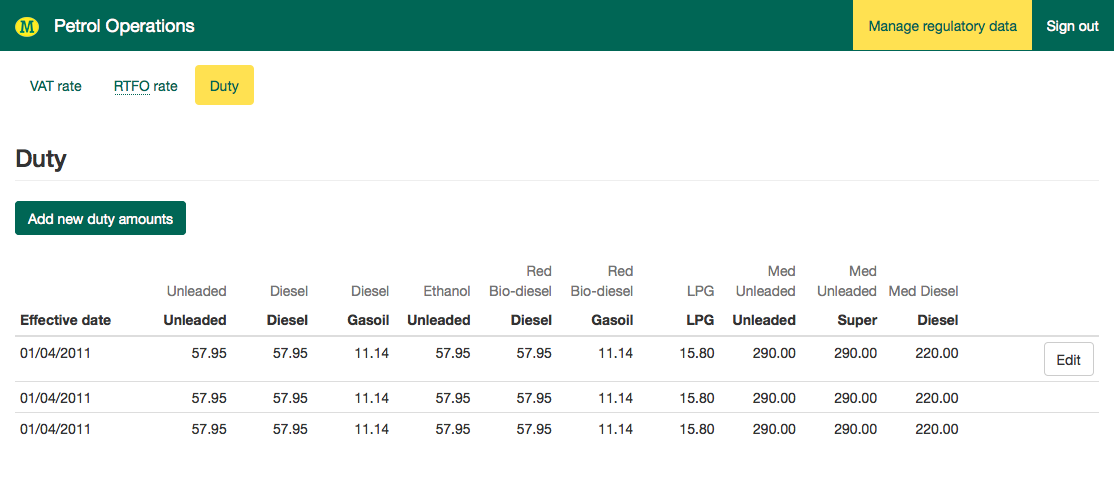 M Petrol Operations Manage regulatory data Sign out
VAT rate RTFO rate Duty
Duty
Add new duty amounts
Red Red Med Med
Unleaded Diesel Diesel Ethanol Bio-diesel Bio-diesel LPG Unleaded Unleaded Med Diesel
Effective date Unleaded Diesel Gasoil Unleaded Diesel Gasoil LPG Unleaded Super Diesel
01/04/2011 57.95 57.95 11.14 57.95 57.95 11.14 15.80 290.00 290.00 220.00 Edit
01/04/2011 57.95 57.95 11.14 57.95 57.95 11.14 15.80 290.00 290.00 220.00
01/04/2011 57.95 57.95 11.14 57.95 57.95 11.14 15.80 290.00 290.00 220.00